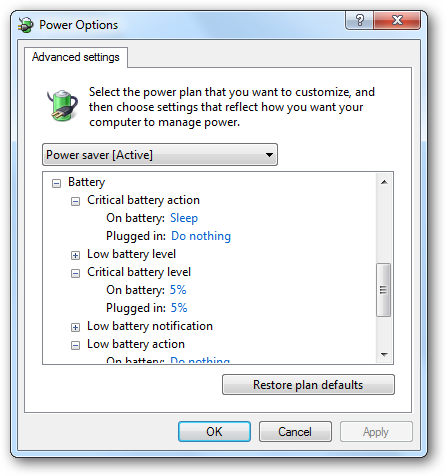 Power Options
Advanced settings
Select the power plan that you want to customize, and
then choose settings that reflect how you want your
computer to manage power.
Power saver [Active]
Battery
Critical battery action
On battery: Sleep
Plugged in: Do nothing
Low battery level
Critical battery level
On battery: 5%
Plugged in: 5%
Low battery notification
Low battery action
On battery: Do nothing
Restore plan defaults
OK
Cancel
Apply